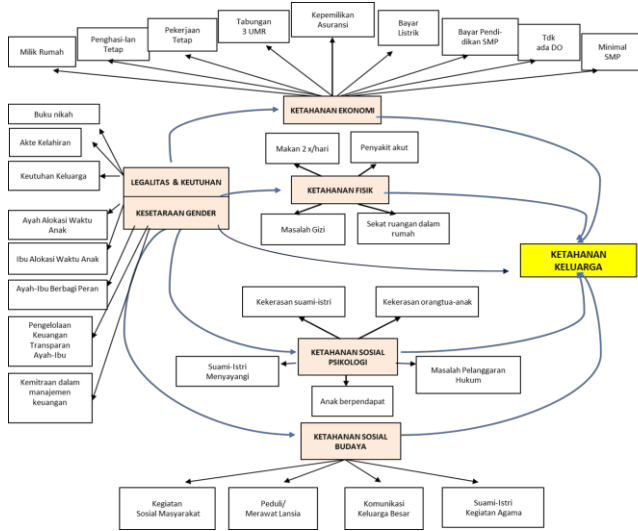 Milik Rumah
Penghasi-lan
Tetap
Pekerjaan
Tetap
Tabungan
3 UMR
Kepemilikan
Asuransi
Bayar
Listrik
Bayar Pendi-
dikan SMP
Tdk
ada DO
Minimal
SMP
KETAHANAN EKONOMI
Buku nikah
Akte Kelahiran
Keutuhan Keluarga
LEGALITAS & KEUTUHAN
KESETARAAN GENDER
Makan 2 x/hari
Penyakit akut
KETAHANAN FISIK
Masalah Gizi
Sekat ruangan dalam
rumah
Ayah Alokasi Waktu
Anak
Ibu Alokasi Waktu Anak
Ayah-Ibu Berbagi Peran
Pengelolaan
Keuangan
Transparan
Ayah-Ibu
Kemitraan dalam
manajemen
keuangan
KETAHANAN
KELUARGA
Kekerasan suami-istri
Kekerasan orangtua-anak
KETAHANAN SOSIAL
PSIKOLOGI
Suami-Istri
Menyayangi
Masalah Pelanggaran
Hukum
Anak berpendapat
KETAHANAN SOSIAL
BUDAYA
Kegiatan
Sosial Masyarakat
Peduli/
Merawat Lansia
Komunikasi
Keluarga Besar
Suami-Istri
Kegiatan Agama